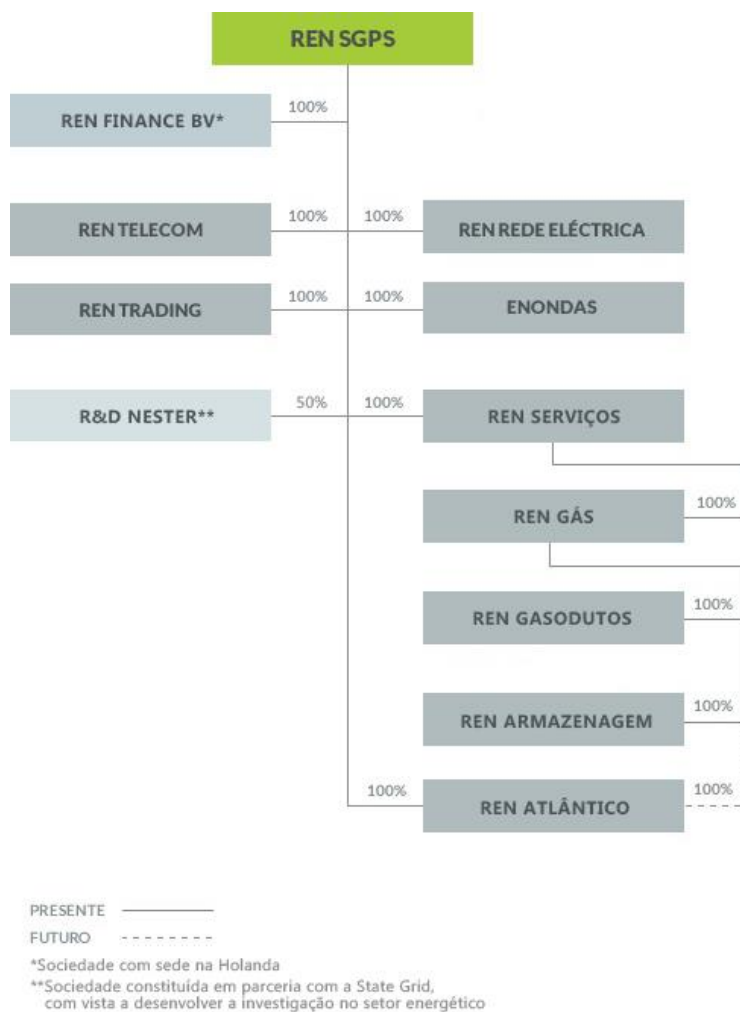 REN SGPS
100%
REN FINANCE BV*
100%
100%
REN TELECOM
REN REDE ELÉCTRICA
100%
100%
REN TRADING
ENONDAS
50%
100%
R&D NESTER**
REN SERVIÇOS
100%
REN GÁS
100%
REN GASODUTOS
100%
REN ARMAZENAGEM
100%
100%
REN ATLÂNTICO
PRESENTE
FUTURO
*Sociedade com sede na Holanda
**Sociedade constituída em parceria com a State Grid,
com vista a desenvolver a investigação no setor energético